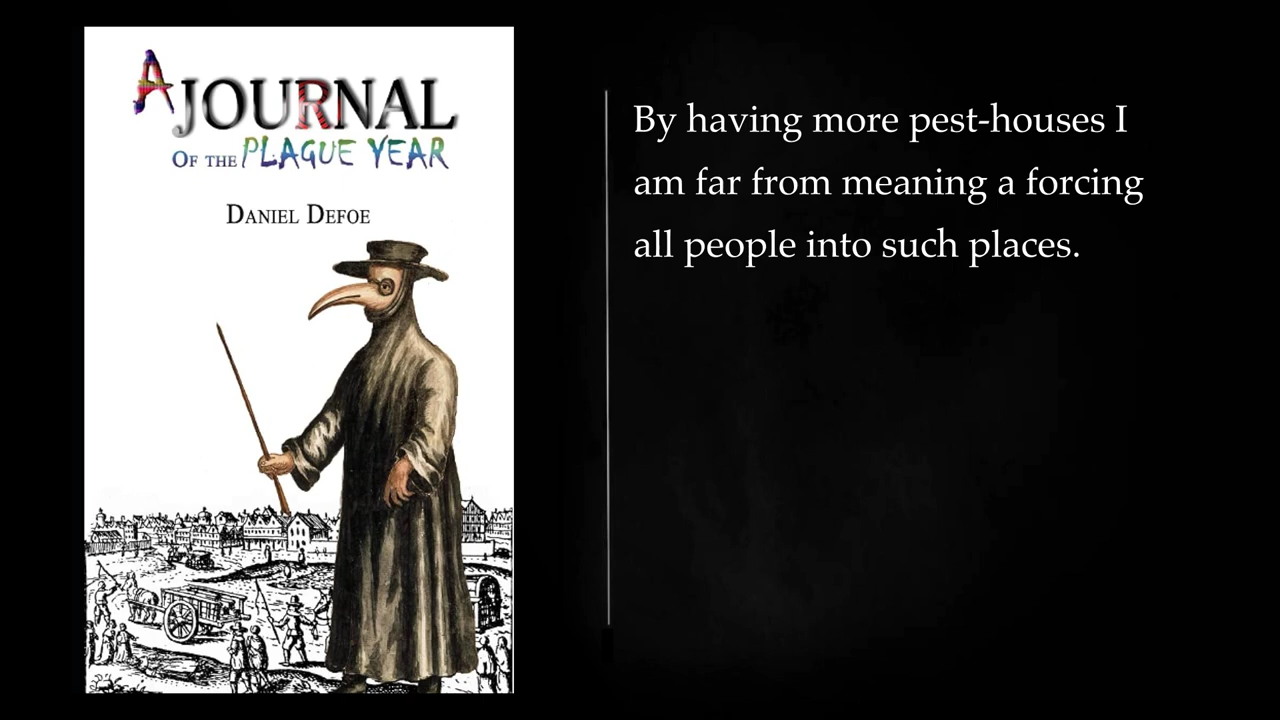 A JOURNAL
OF THE PLAGUE YEAR
DANIEL DEFOE
By having more pest-houses I
am far from meaning a forcing
all people into such places.